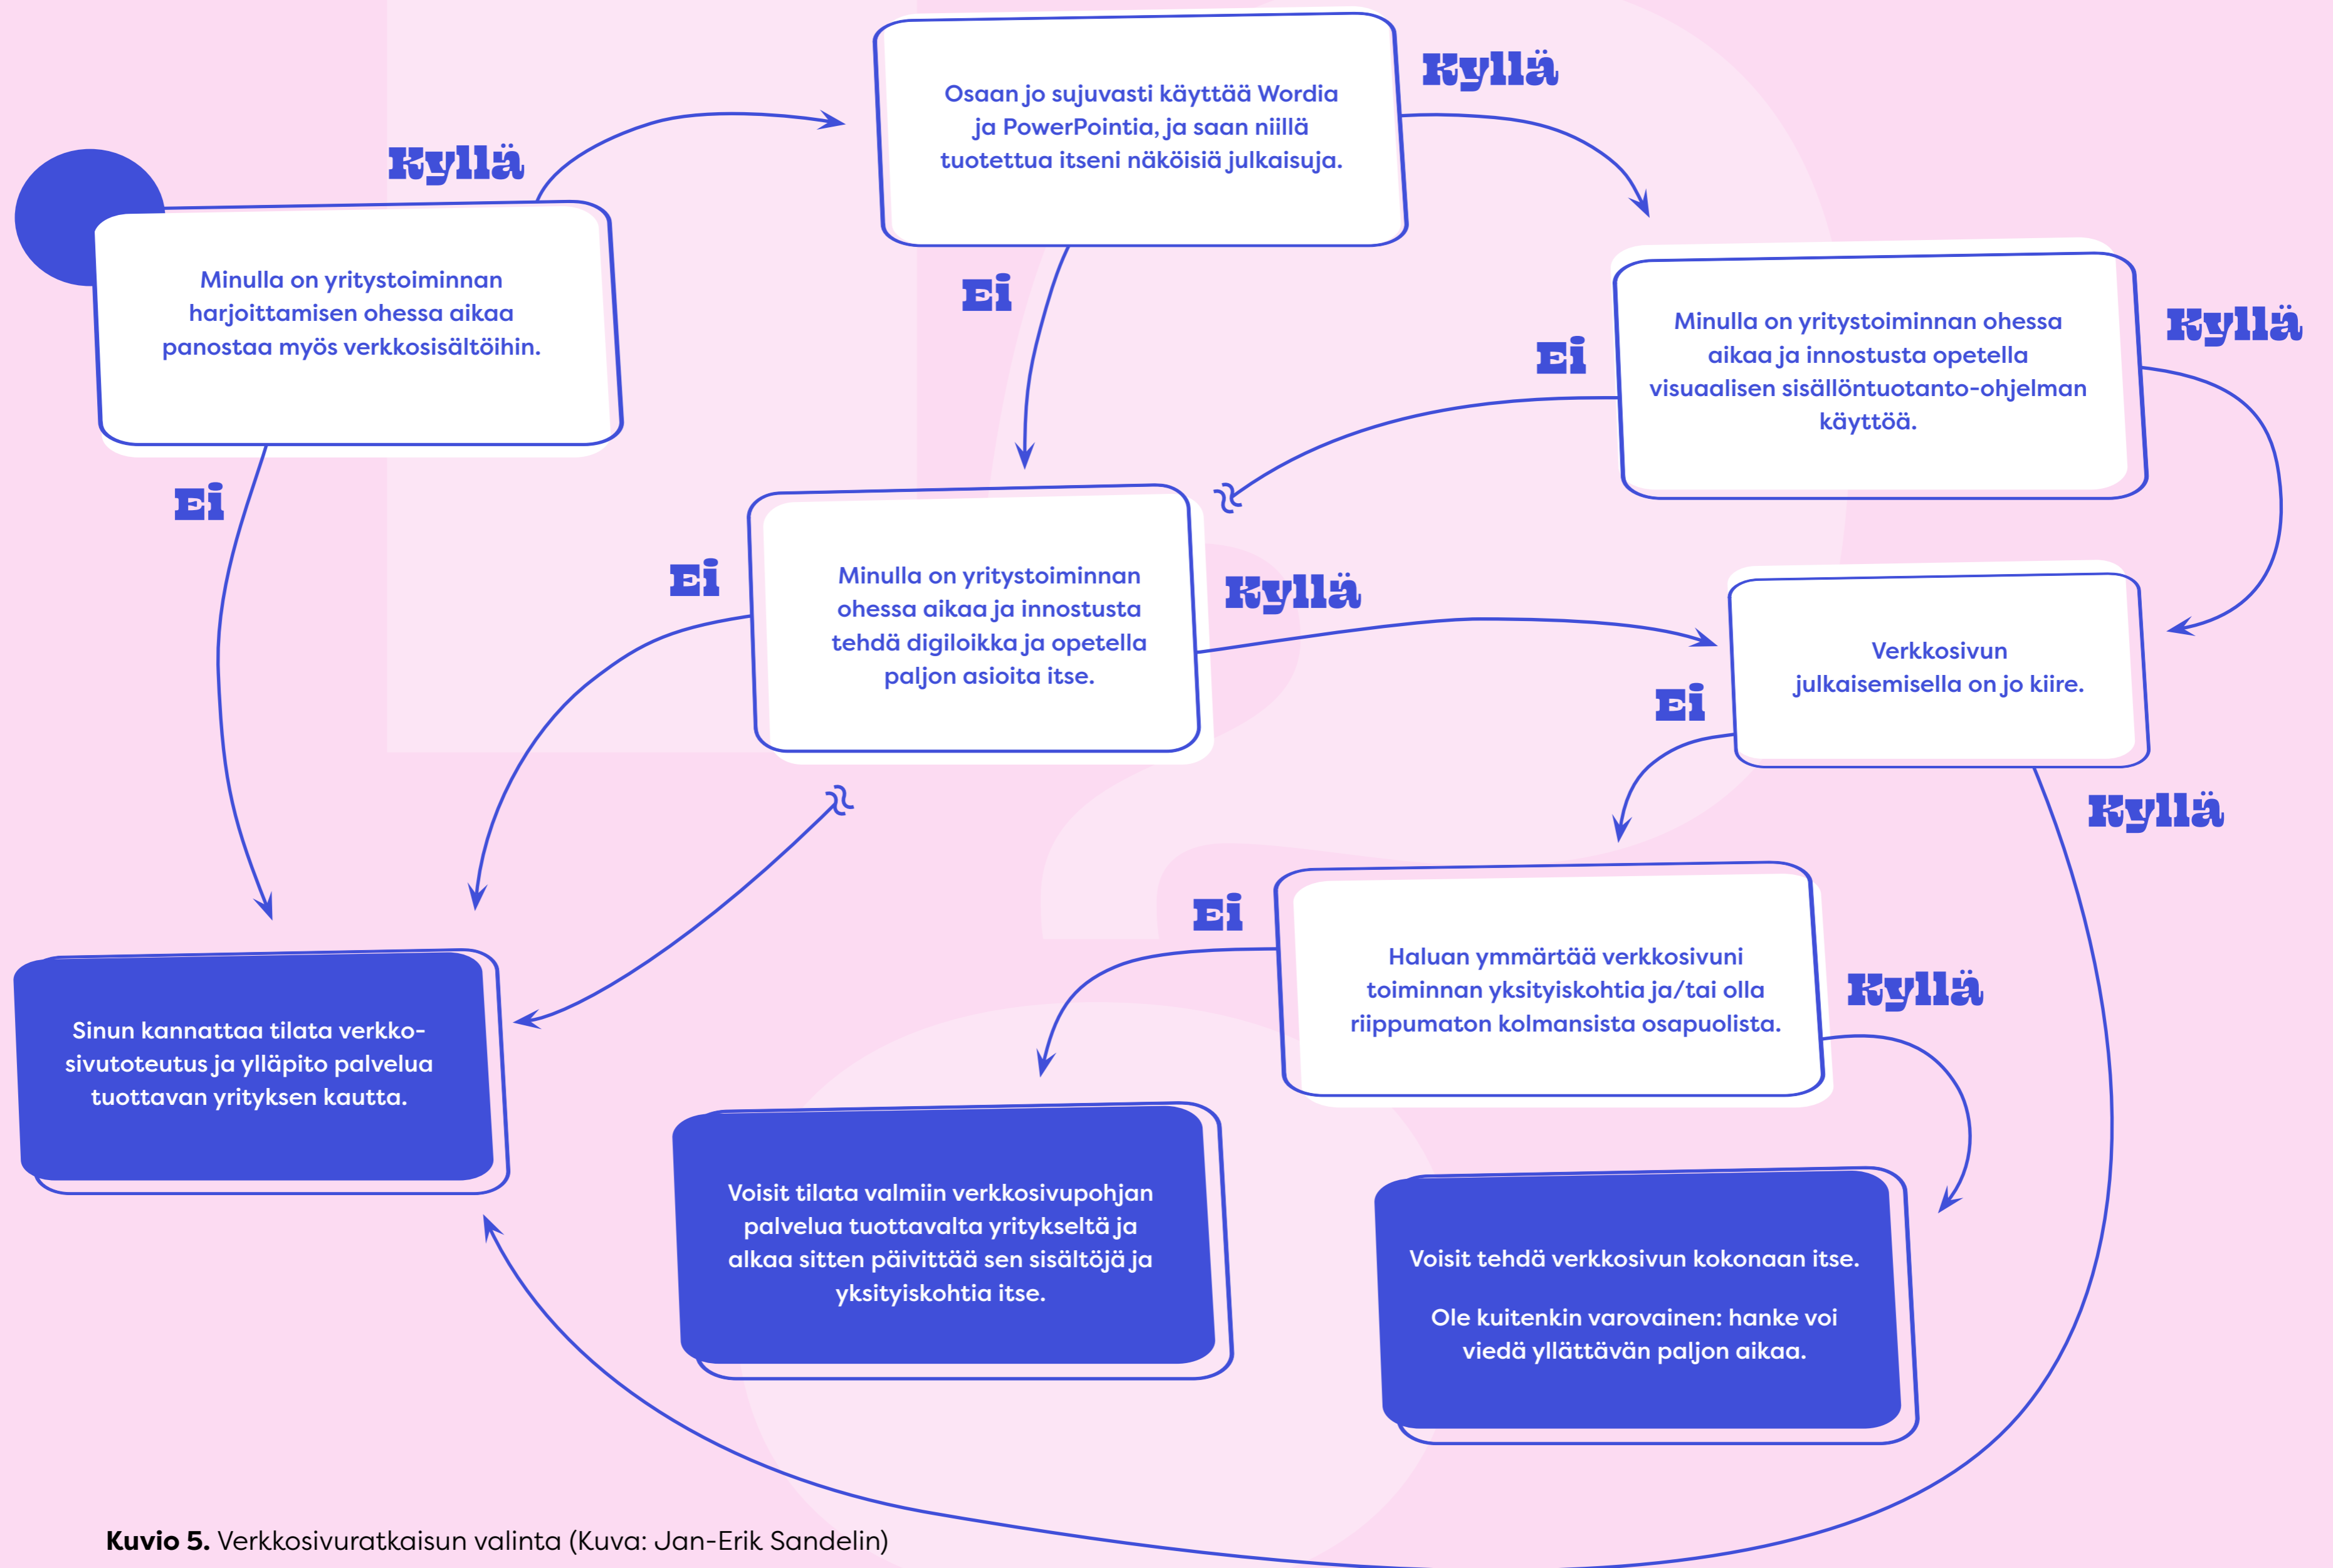 Kyllä
Minulla on yritystoiminnan
harjoittamisen ohessa aikaa
panostaa myös verkkosisältöihin.
Ei
Osaan jo sujuvasti käyttää Wordia
ja PowerPointia, ja saan niillä
tuotettua itseni näköisiä julkaisuja.
Kyllä
Ei
Minulla on yritystoiminnan ohessa
aikaa ja innostusta opetella
visuaalisen sisällöntuotanto-ohjelman
käyttöä.
Kyllä
Ei
Minulla on yritystoiminnan
ohessa aikaa ja innostusta
tehdä digiloikka ja opetella
paljon asioita itse.
Ei
Kyllä
Verkkosivun
julkaisemisella on jo kiire.
Ei
Kyllä
Haluan ymmärtää verkkosivuni
toiminnan yksityiskohtia ja/tai olla
riippumaton kolmansista osapuolista.
Ei
Kyllä
Sinun kannattaa tilata verkko-
sivutoteutus ja ylläpito palvelua
tuottavan yrityksen kautta.
Voisit tilata valmiin verkkosivupohjan
palvelua tuottavalta yritykseltä ja
alkaa sitten päivittää sen sisältöjä ja
yksityiskohtia itse.
Voisit tehdä verkkosivun kokonaan itse.
Ole kuitenkin varovainen: hanke voi
viedä yllättävän paljon aikaa.
Kuvio 5. Verkkosivuratkaisun valinta (Kuva: Jan-Erik Sandelin)